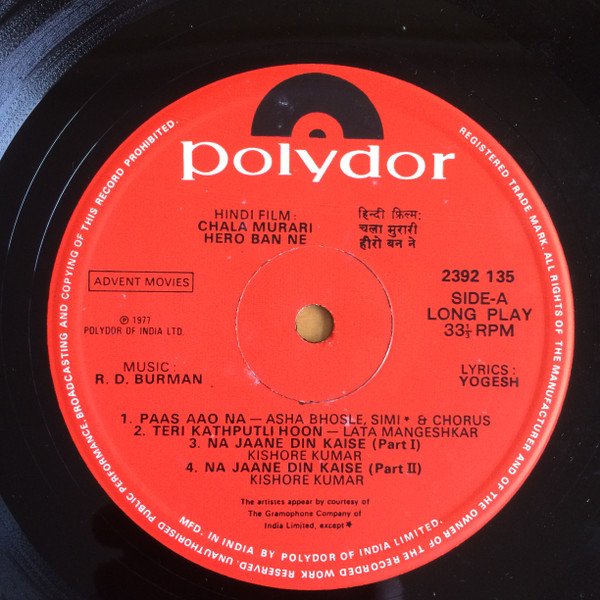 polydor
HINDI FILM:
CHALA MURARI
HERO BAN NE
हिन्दी फ़िल्म:
चला मुरारी
हीरो बन ने
ADVENT MOVIES
℗ 1977
POLYDOR OF INDIA LTD.
2392 135
SIDE-A
LONG PLAY
33⅓ RPM
MUSIC:
R. D. BURMAN
LYRICS:
YOGESH
1. PAAS AAO NA — ASHA BHOSLE, SIMI * & CHORUS
2. TERI KATHPUTLI HOON — LATA MANGESHKAR
3. NA JAANE DIN KAISE (Part I)
KISHORE KUMAR
4. NA JAANE DIN KAISE (Part II)
KISHORE KUMAR
The artistes appear by courtesy of
The Gramophone Company of
India Limited, except *
MFD. IN INDIA BY POLYDOR OF INDIA LIMITED.
REGISTERED TRADE MARK. ALL RIGHTS OF THE MANUFACTURER AND OF THE OWNER OF THE RECORDED WORK RESERVED. UNAUTHORISED PUBLIC PERFORMANCE BROADCASTING AND COPYING OF THIS RECORD PROHIBITED.